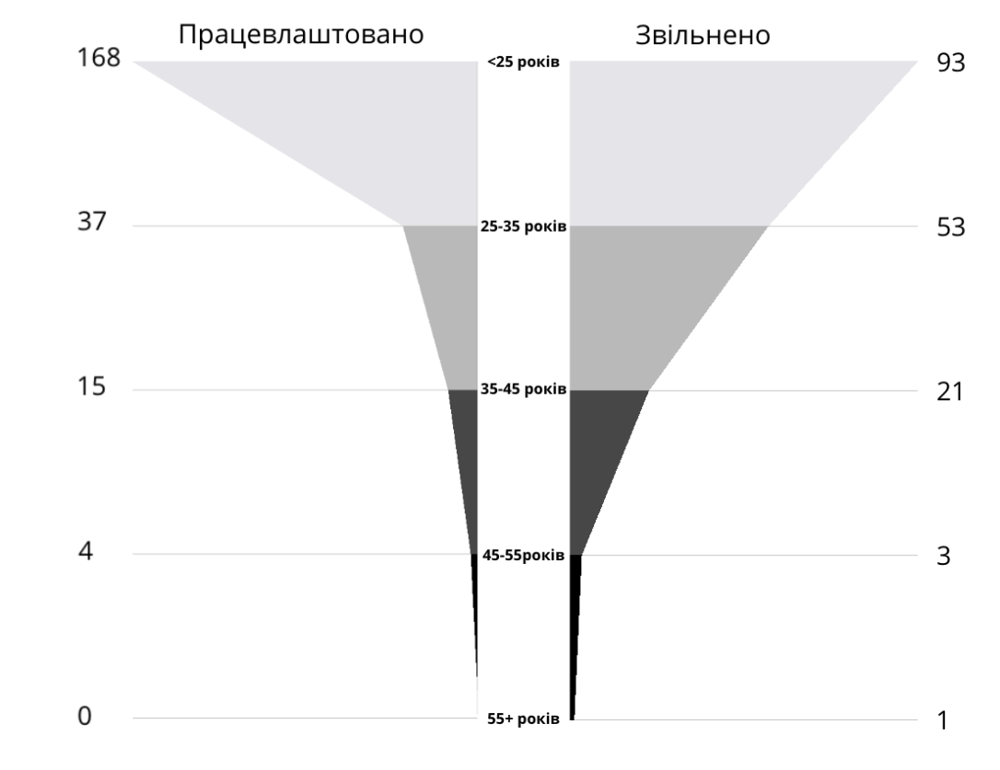 Працевлаштовано Звільнено
168 <25 років 93
37 25-35 років 53
15 35-45 років 21
4 45-55років 3
0 55+ років 1